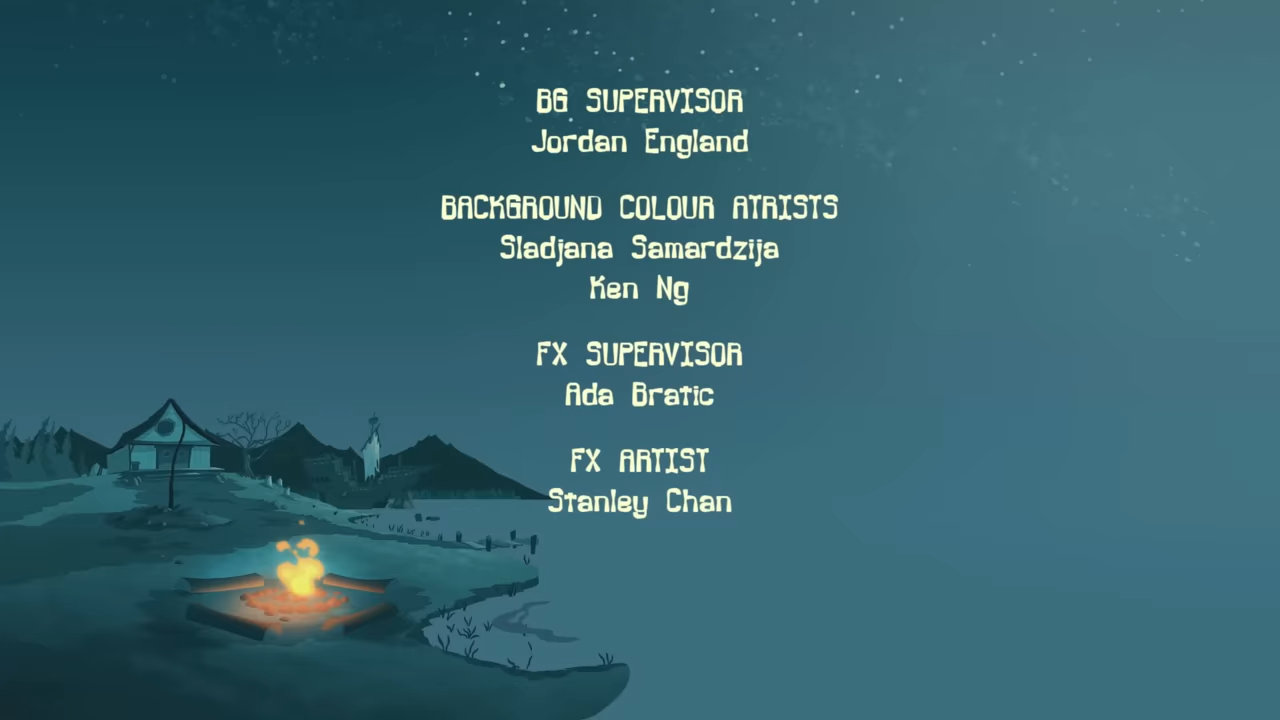 BG SUPERVISOR
Jordan England
BACKGROUND COLOUR ATRISTS
Sladjana Samardzija
Ken Ng
FX SUPERVISOR
Ada Bratic
FX ARTIST
Stanley Chan